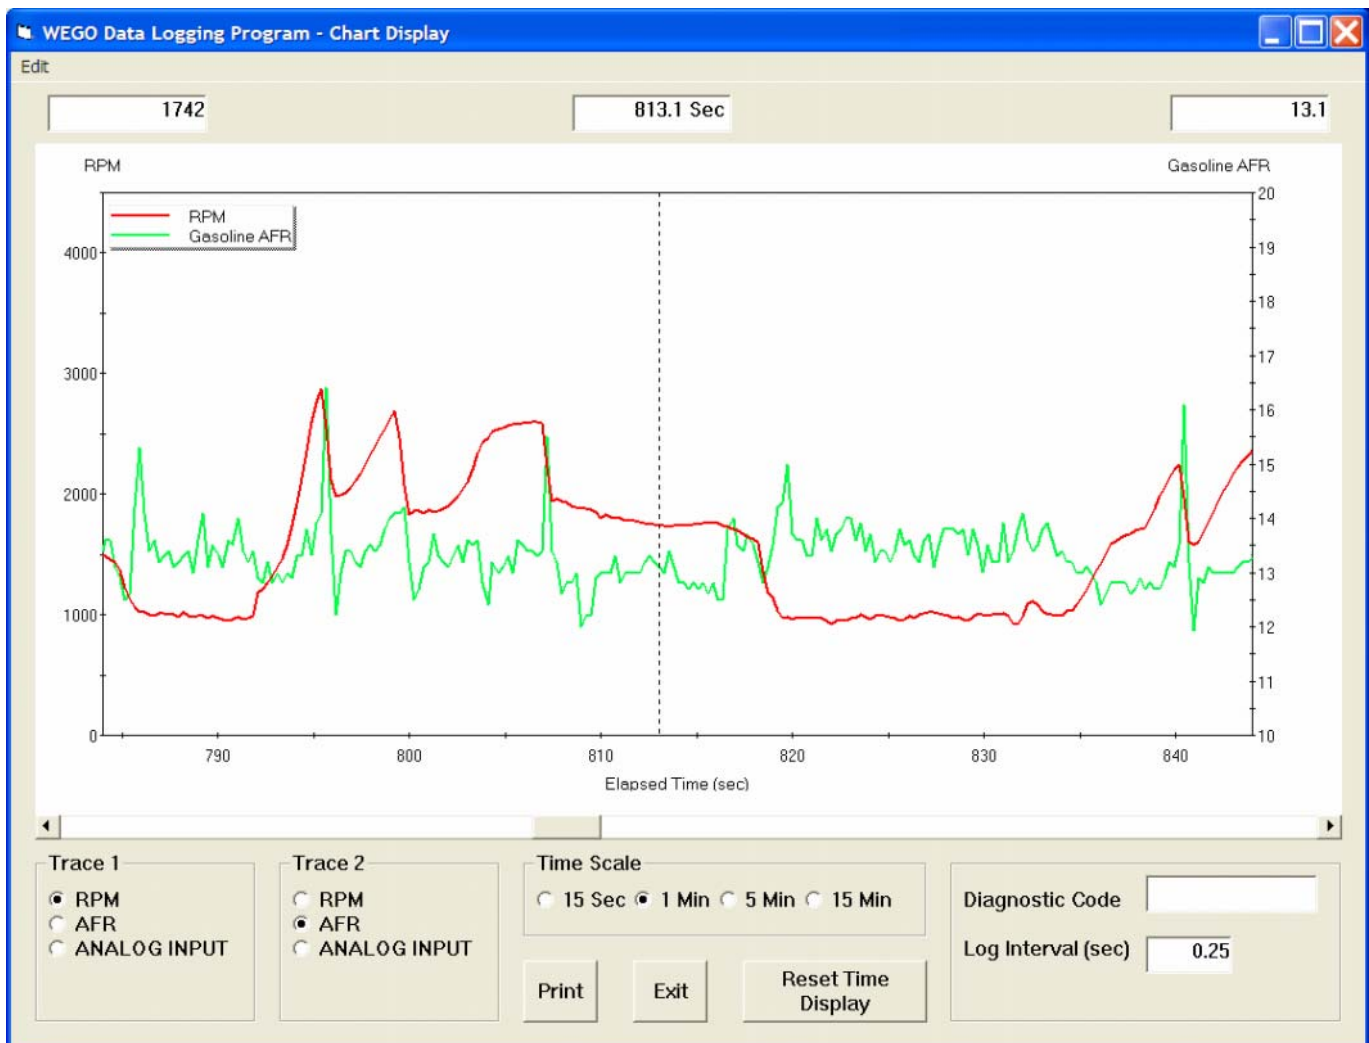 WEGO Data Logging Program - Chart Display
Edit
1742
813.1 Sec
13.1
RPM
Gasoline AFR
RPM
Gasoline AFR
4000
3000
2000
1000
0
20
19
18
17
16
15
14
13
12
11
10
790 800 810 820 830 840
Elapsed Time (sec)
Trace 1
RPM
AFR
ANALOG INPUT
Trace 2
RPM
AFR
ANALOG INPUT
Time Scale
15 Sec 1 Min 5 Min 15 Min
Print
Exit
Reset Time
Display
Diagnostic Code
Log Interval (sec) 0.25